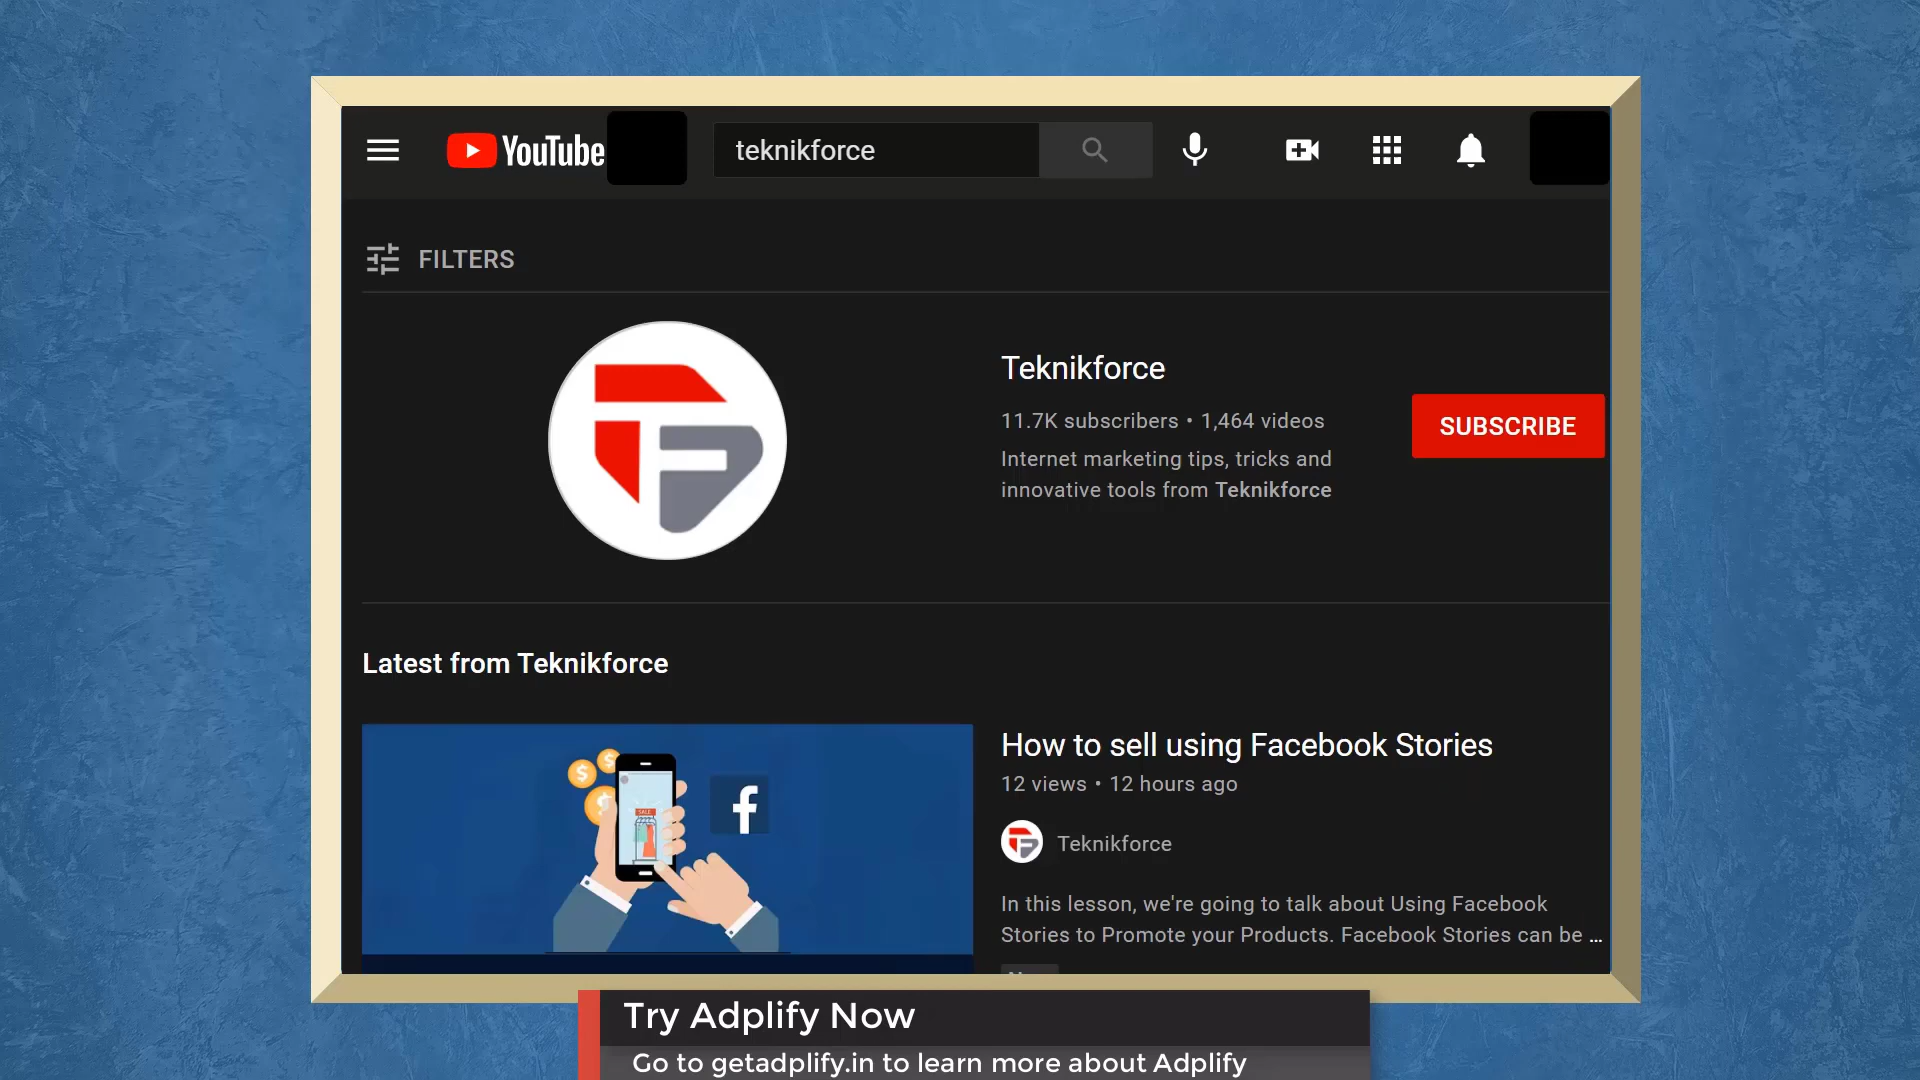 YouTube
teknikforce
FILTERS
Teknikforce
11.7K subscribers • 1,464 videos
SUBSCRIBE
Internet marketing tips, tricks and
innovative tools from Teknikforce
Latest from Teknikforce
How to sell using Facebook Stories
12 views • 12 hours ago
Teknikforce
In this lesson, we're going to talk about Using Facebook
Stories to Promote your Products. Facebook Stories can be ...
SALE
Try Adplify Now
Go to getadplify.in to learn more about Adplify